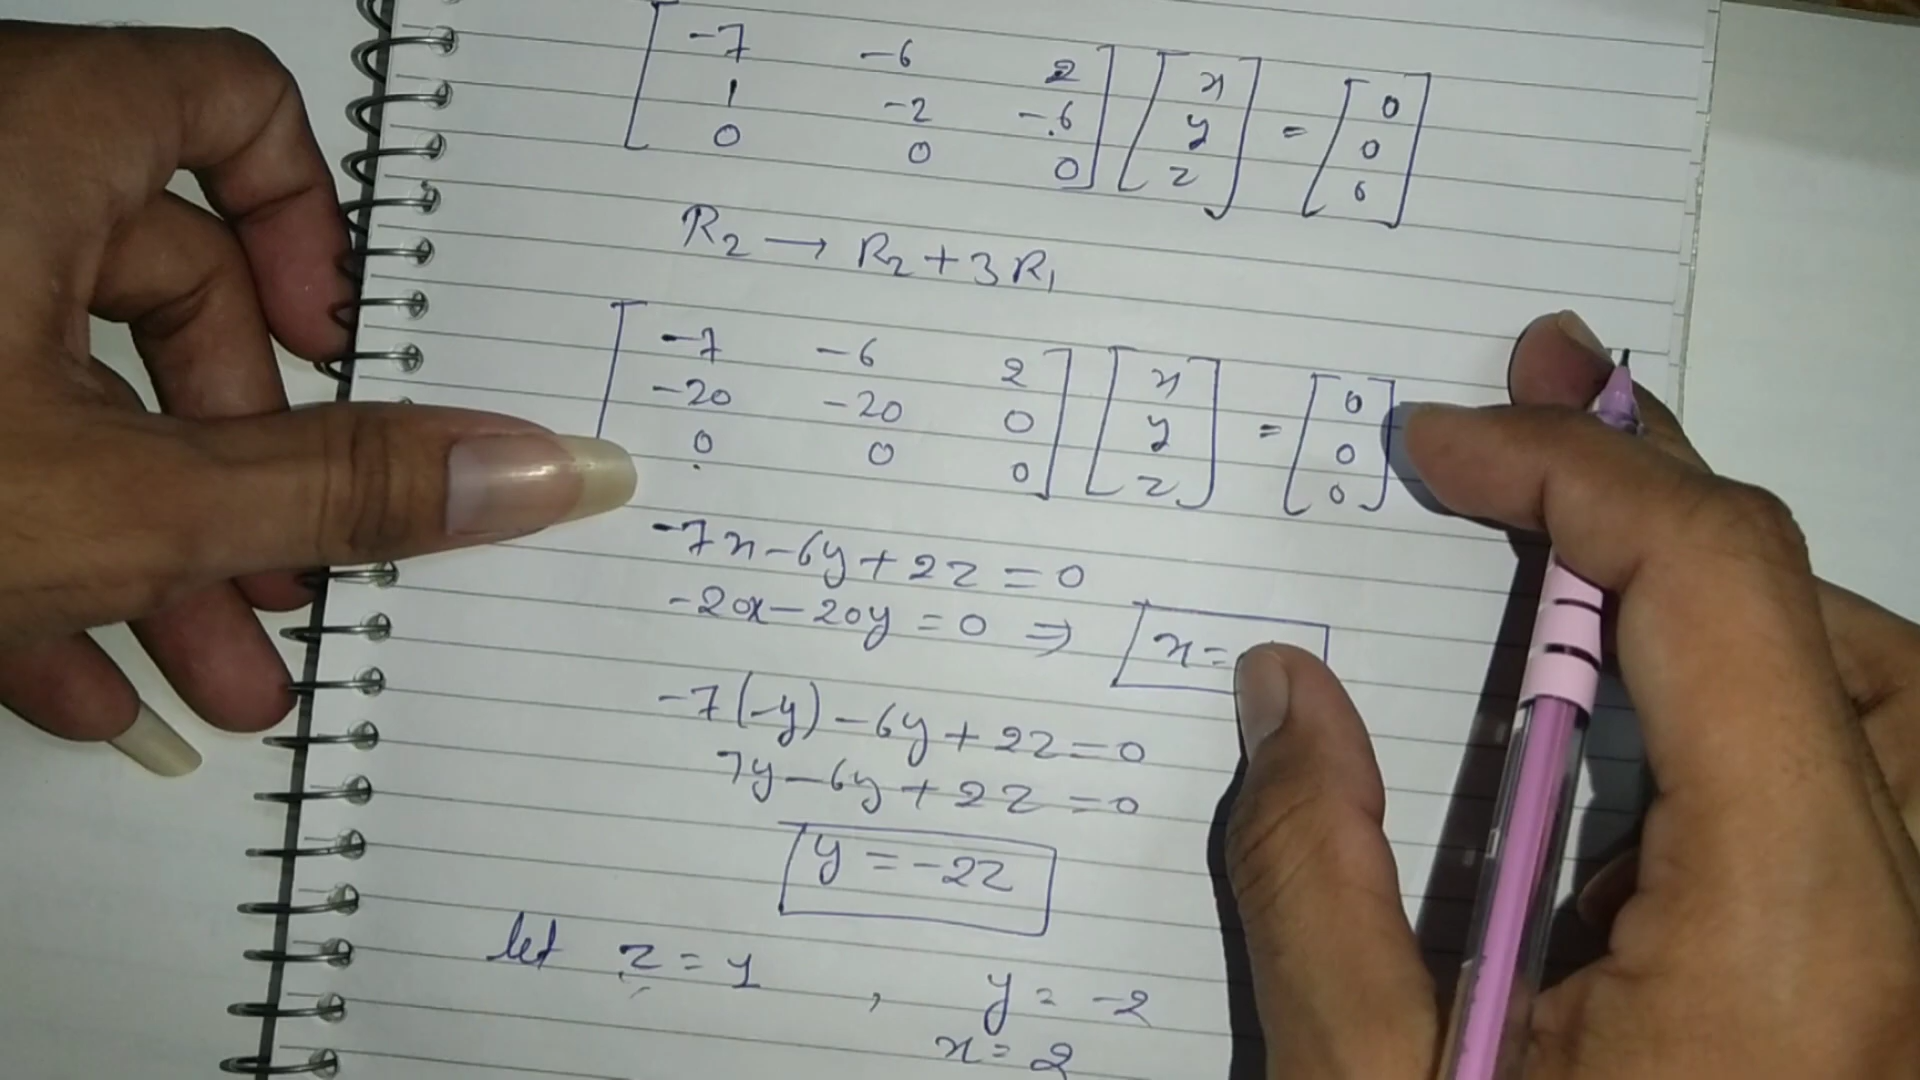 [ -7 -6 2 ] [ x ] = [ 0 ]
[ 1 -2 -6 ] [ y ] [ 0 ]
[ 0 0 0 ] [ z ] [ 0 ]
R₂ → R₂ + 3R₁
[ -7 -6 2 ] [ x ] = [ 0 ]
[ -20 -20 0 ] [ y ] [ 0 ]
[ 0 0 0 ] [ z ] [ 0 ]
-7x - 6y + 2z = 0
-20x - 20y = 0 ⇒ x =
-7(-y) - 6y + 2z = 0
7y - 6y + 2z = 0
y = -2z
let z = 1 , y = -2
x = 2